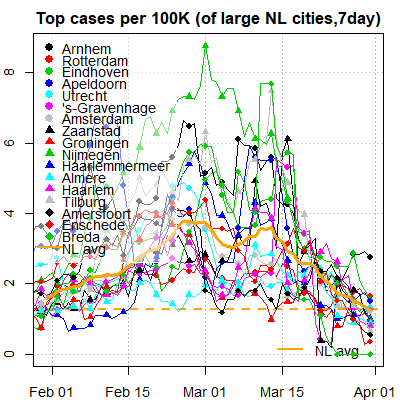 Top cases per 100K (of large NL cities,7day)
8
6
4
2
0
Arnhem
Rotterdam
Eindhoven
Apeldoorn
Utrecht
's-Gravenhage
Amsterdam
Zaanstad
Groningen
Nijmegen
Haarlemmermeer
Almere
Haarlem
Tilburg
Amersfoort
Enschede
Breda
NL avg
NL avg
Feb 01 Feb 15 Mar 01 Mar 15 Apr 01